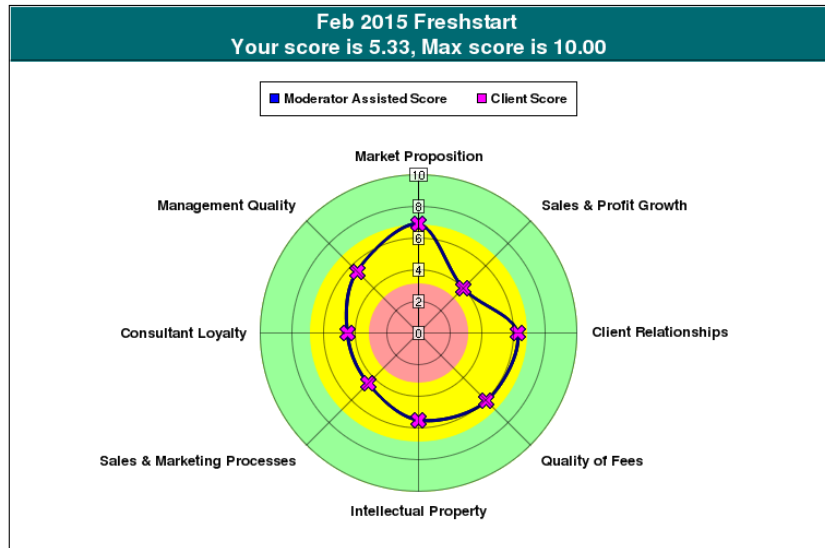 Feb 2015 Freshstart
Your score is 5.33, Max score is 10.00
Moderator Assisted Score Client Score
Market Proposition
10
Management Quality
8
Sales & Profit Growth
6
4
2
Consultant Loyalty
0
Client Relationships
Sales & Marketing Processes
Quality of Fees
Intellectual Property